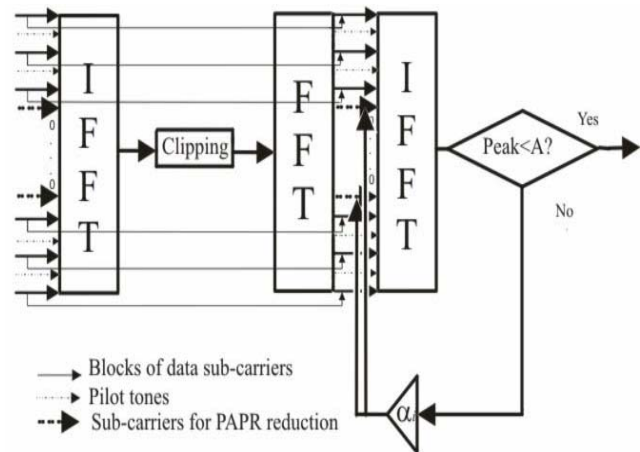 I
F
F
T
Clipping
F
F
T
I
F
F
T
Peak<A?
Yes
No
αi
0
0
0
0
Blocks of data sub-carriers
Pilot tones
Sub-carriers for PAPR reduction